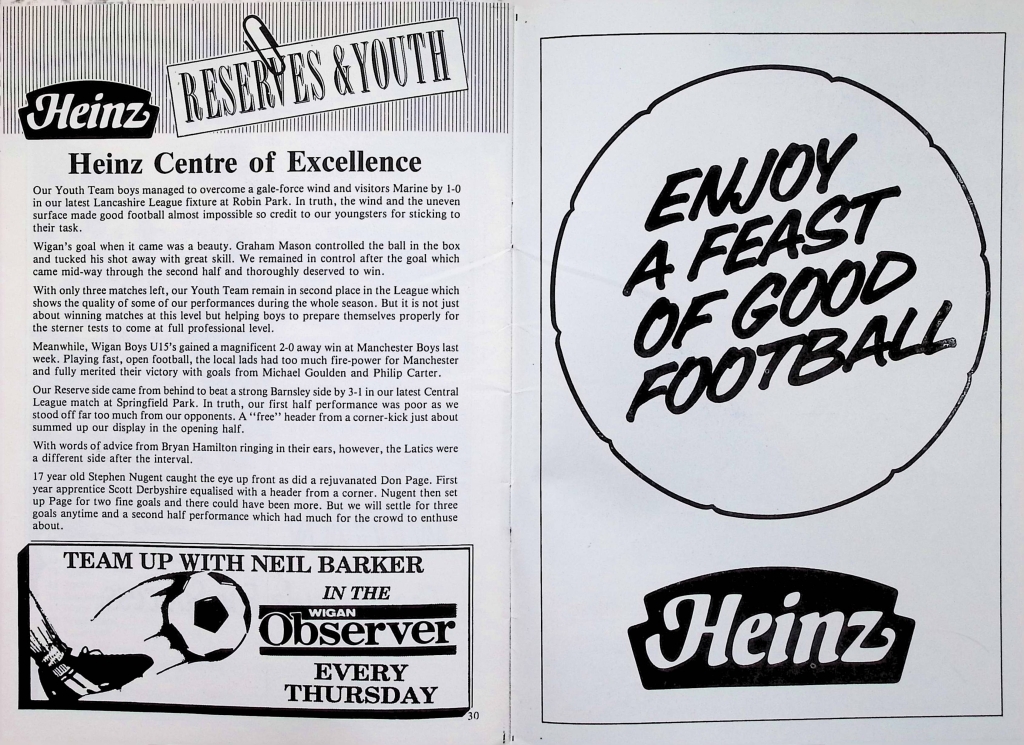 RESERVES & YOUTH
Heinz
Heinz Centre of Excellence
Our Youth Team boys managed to overcome a gale-force wind and visitors Marine by 1-0
in our latest Lancashire League fixture at Robin Park. In truth, the wind and the uneven
surface made good football almost impossible so credit to our youngsters for sticking to
their task.
Wigan's goal when it came was a beauty. Graham Mason controlled the ball in the box
and tucked his shot away with great skill. We remained in control after the goal which
came mid-way through the second half and thoroughly deserved to win.
With only three matches left, our Youth Team remain in second place in the League which
shows the quality of some of our performances during the whole season. But it is not just
about winning matches at this level but helping boys to prepare themselves properly for
the sterner tests to come at full professional level.
Meanwhile, Wigan Boys U15's gained a magnificent 2-0 away win at Manchester Boys last
week. Playing fast, open football, the local lads had too much fire-power for Manchester
and fully merited their victory with goals from Michael Goulden and Philip Carter.
Our Reserve side came from behind to beat a strong Barnsley side by 3-1 in our latest Central
League match at Springfield Park. In truth, our first half performance was poor as we
stood off far too much from our opponents. A "free" header from a corner-kick just about
summed up our display in the opening half.
With words of advice from Bryan Hamilton ringing in their ears, however, the Latics were
a different side after the interval.
17 year old Stephen Nugent caught the eye up front as did a rejuvanated Don Page. First
year apprentice Scott Derbyshire equalised with a header from a corner. Nugent then set
up Page for two fine goals and there could have been more. But we will settle for three
goals anytime and a second half performance which had much for the crowd to enthuse
about.
TEAM UP WITH NEIL BARKER
IN THE
WIGAN
Observer
EVERY
THURSDAY
30
ENJOY
A FEAST
OF GOOD
FOOTBALL
Heinz